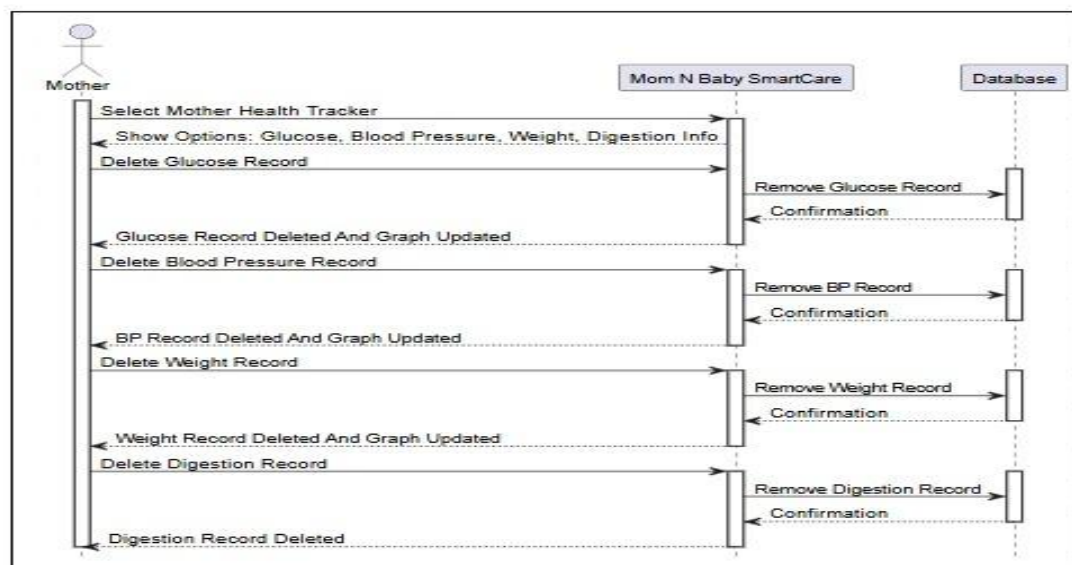 Mother
Mom N Baby SmartCare
Database
Select Mother Health Tracker
Show Options: Glucose, Blood Pressure, Weight, Digestion Info
Delete Glucose Record
Remove Glucose Record
Confirmation
Glucose Record Deleted And Graph Updated
Delete Blood Pressure Record
Remove BP Record
Confirmation
BP Record Deleted And Graph Updated
Delete Weight Record
Remove Weight Record
Confirmation
Weight Record Deleted And Graph Updated
Delete Digestion Record
Remove Digestion Record
Confirmation
Digestion Record Deleted